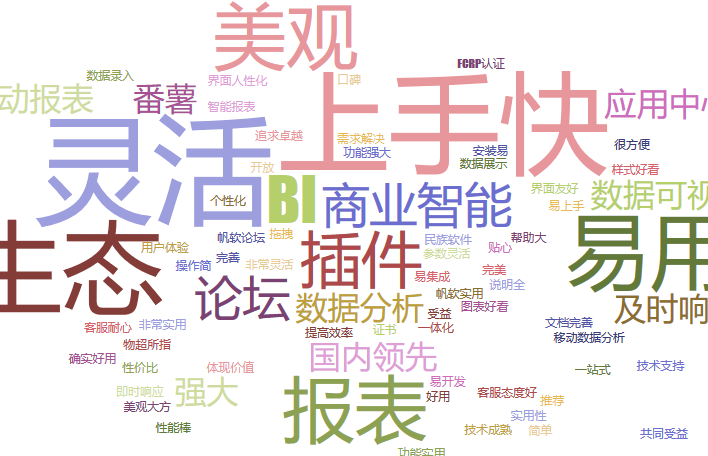 美观
FCRP认证
数据录入
界面人性化
口碑
上手快
动报表
番薯
智能报表
应用中心
灵活
追求卓越
需求解决
功能强大
安装易
很方便
数据展示
开放
样式好看
BI
商业智能
个性化
界面友好
数据可视
易上手
生态
用户体验
帆软论坛
拖拽
插件
民族软件
帮助大
贴心
易用
参数灵活
完善
操作简
非常灵活
易集成
完美
说明全
论坛
数据分析
帆软实用
图表好看
及时响
受益
客服耐心
非常实用
提高效率
证书
一体化
文档完善
物超所指
移动数据分析
确实好用
性价比
体现价值
国内领先
一站式
技术支持
即时响应
强大
报表
易开发
好用
客服态度好
推荐
美观大方
实用性
性能棒
技术成熟
简单
共同受益
功能实用